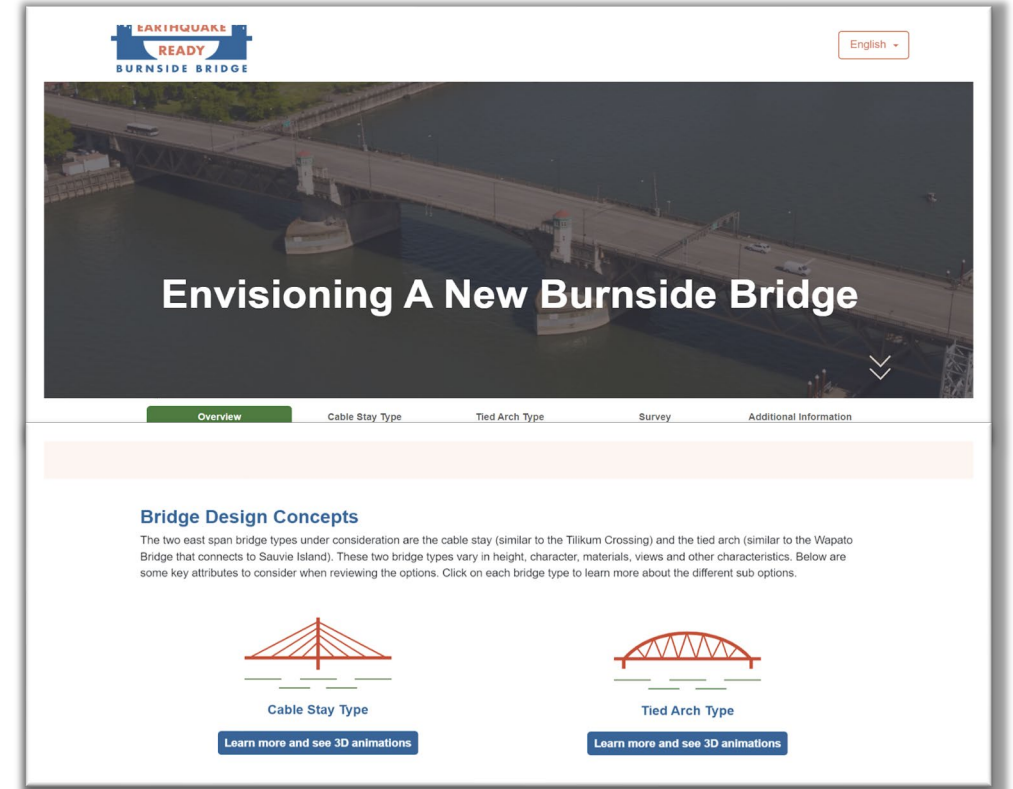 EARTHQUAKE
READY
BURNSIDE BRIDGE
English
Envisioning A New Burnside Bridge
Overview
Cable Stay Type
Tied Arch Type
Survey
Additional Information
Bridge Design Concepts
The two east span bridge types under consideration are the cable stay (similar to the Tilikum Crossing) and the tied arch (similar to the Wapato
Bridge that connects to Sauvie Island). These two bridge types vary in height, character, materials, views and other characteristics. Below are
some key attributes to consider when reviewing the options. Click on each bridge type to learn more about the different sub options.
Cable Stay Type
Tied Arch Type
Learn more and see 3D animations
Learn more and see 3D animations